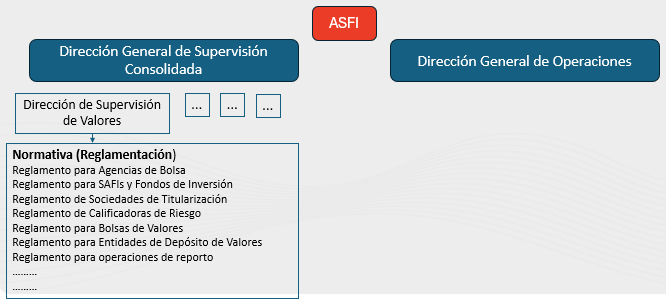 ASFI
Dirección General de Supervisión
Consolidada
Dirección General de Operaciones
Dirección de Supervisión
de Valores
...
...
...
Normativa (Reglamentación)
Reglamento para Agencias de Bolsa
Reglamento para SAFIs y Fondos de Inversión
Reglamento de Sociedades de Titularización
Reglamento de Calificadoras de Riesgo
Reglamento para Bolsas de Valores
Reglamento para Entidades de Depósito de Valores
Reglamento para operaciones de reporto
.........
.........